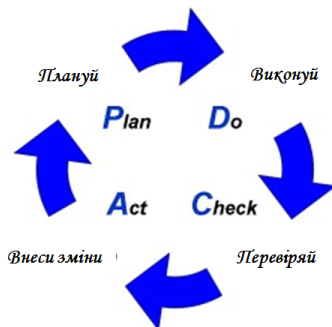 Плануй
Виконуй
Plan
Do
Act
Check
Внеси зміни
Перевіряй